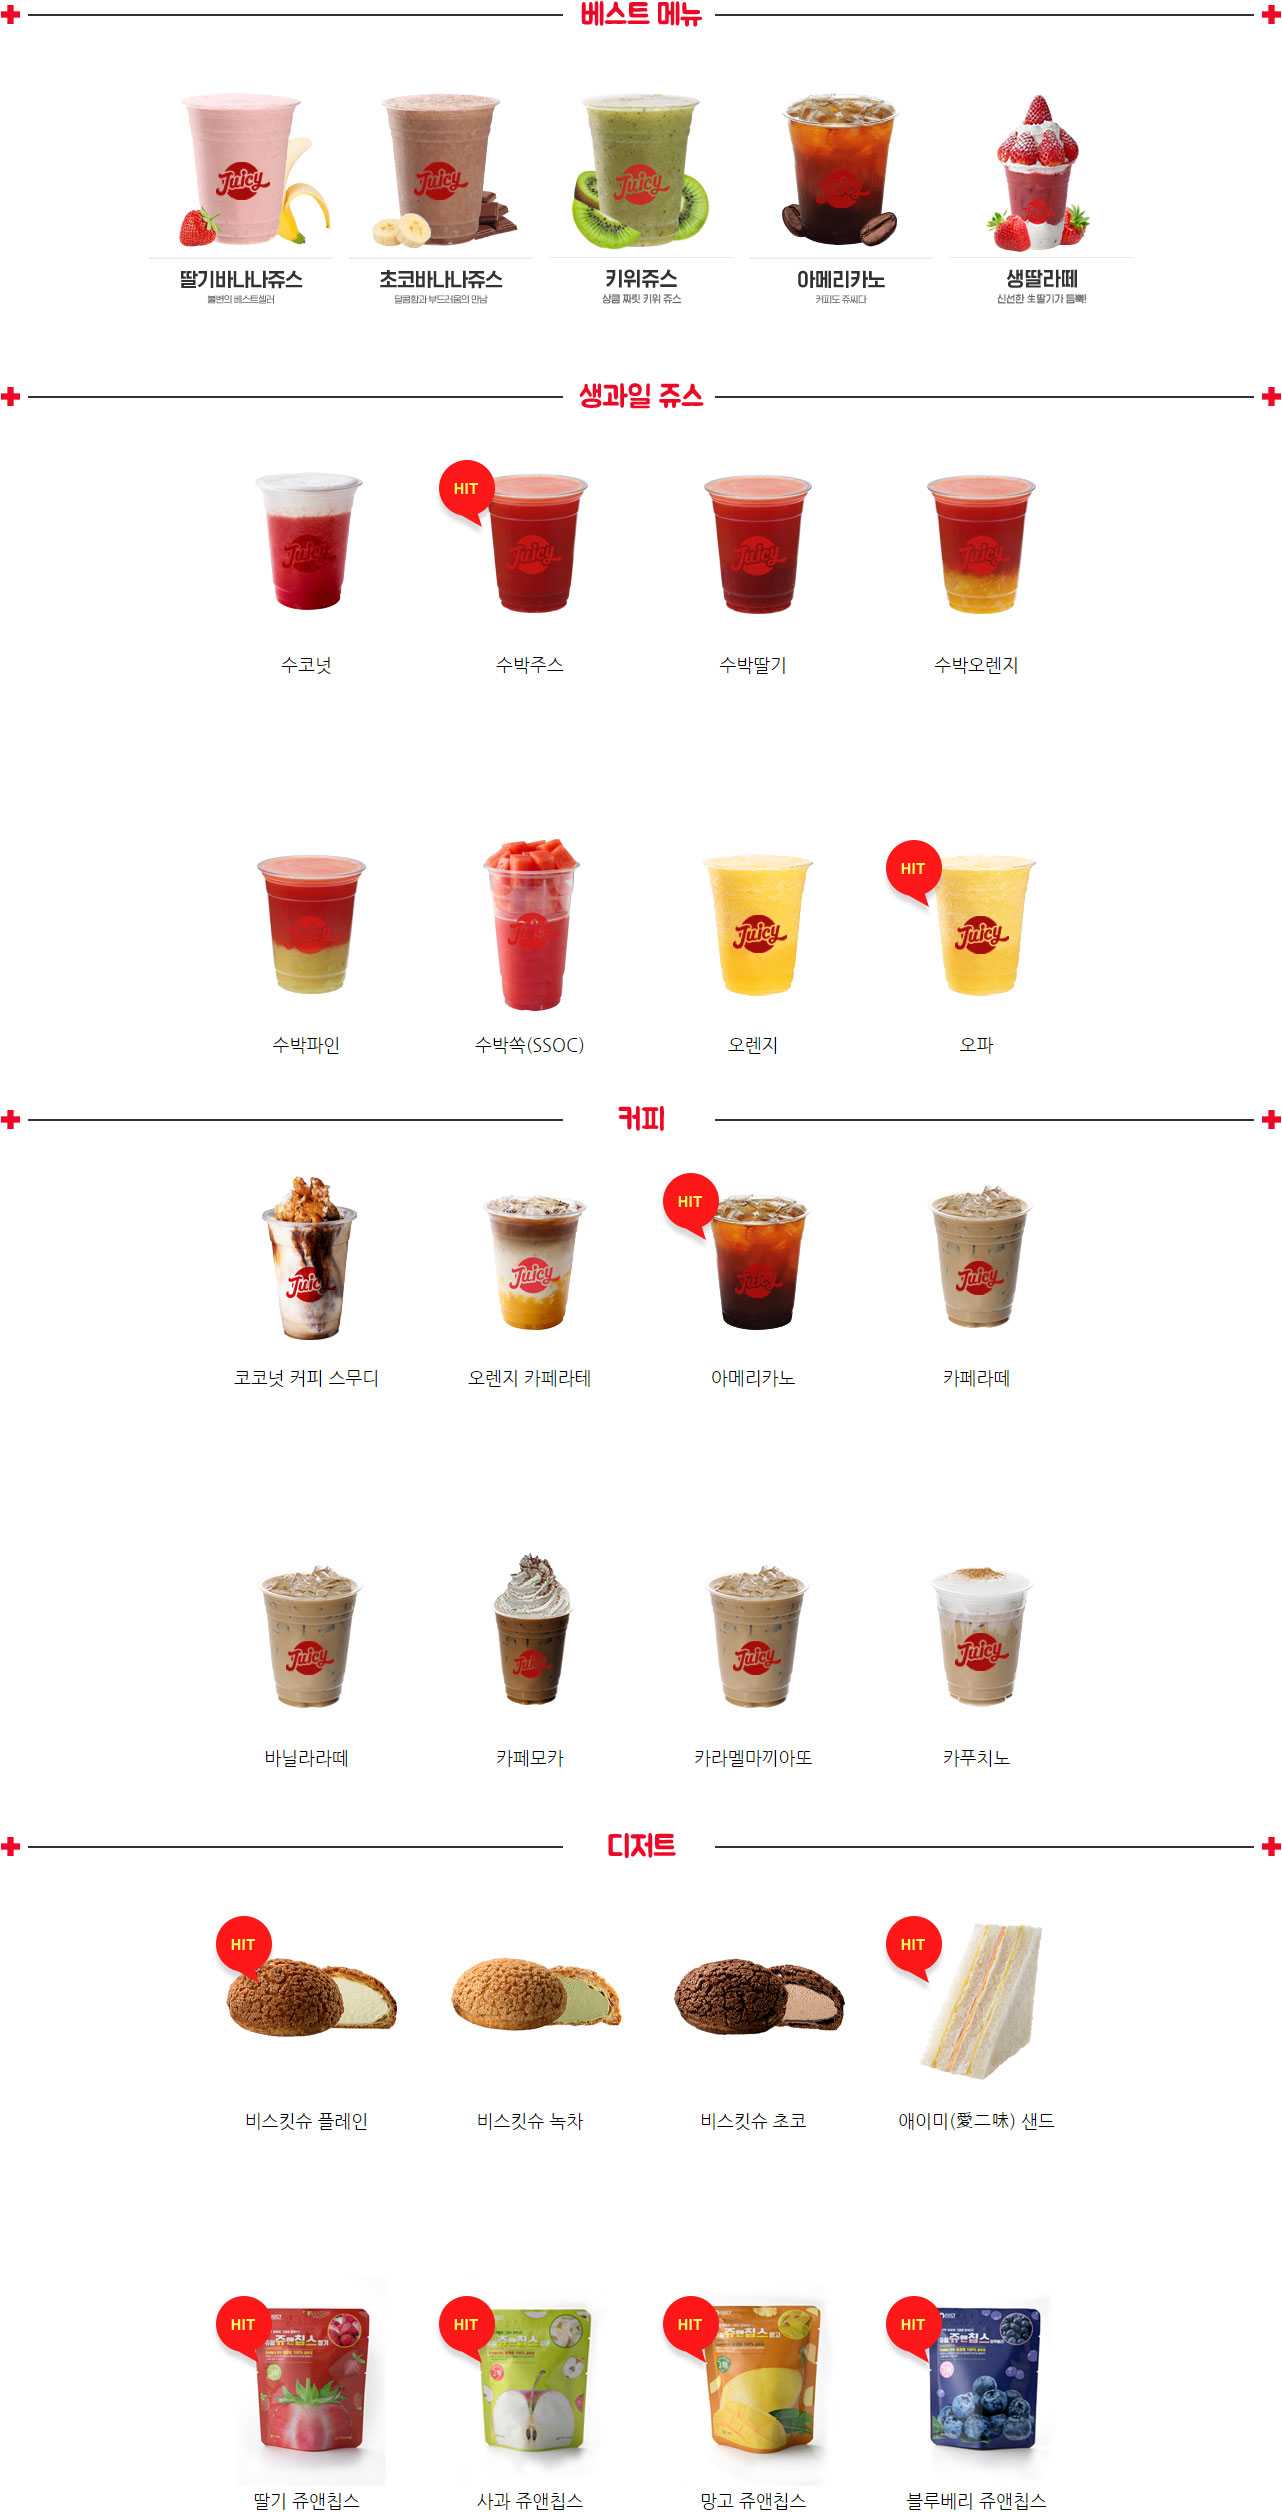 베스트 메뉴
Juicy Juicy Juicy Juicy Juicy
딸기바나나쥬스 초코바나나쥬스 키위쥬스 아메리카노 생딸라떼
불변의 베스트셀러 달콤함과 부드러움의 만남 상큼 짜릿 키위 쥬스 커피도 쥬씨다 신선한 生딸기가 듬뿍!
생과일 쥬스
HIT
Juicy Juicy Juicy Juicy
수코넛 수박주스 수박딸기 수박오렌지
HIT
Juicy Juicy Juicy Juicy
수박파인 수박쏙(SSOC) 오렌지 오파
커피
HIT
Juicy Juicy Juicy Juicy
코코넛 커피 스무디 오렌지 카페라테 아메리카노 카페라떼
Juicy Juicy Juicy Juicy
바닐라라떼 카페모카 카라멜마끼아또 카푸치노
디저트
HIT HIT
비스킷슈 플레인 비스킷슈 녹차 비스킷슈 초코 애이미(愛二味) 샌드
HIT HIT HIT HIT
쥬앤칩스 쥬앤칩스 쥬앤칩스 쥬앤칩스
딸기 쥬앤칩스 사과 쥬앤칩스 망고 쥬앤칩스 블루베리 쥬앤칩스